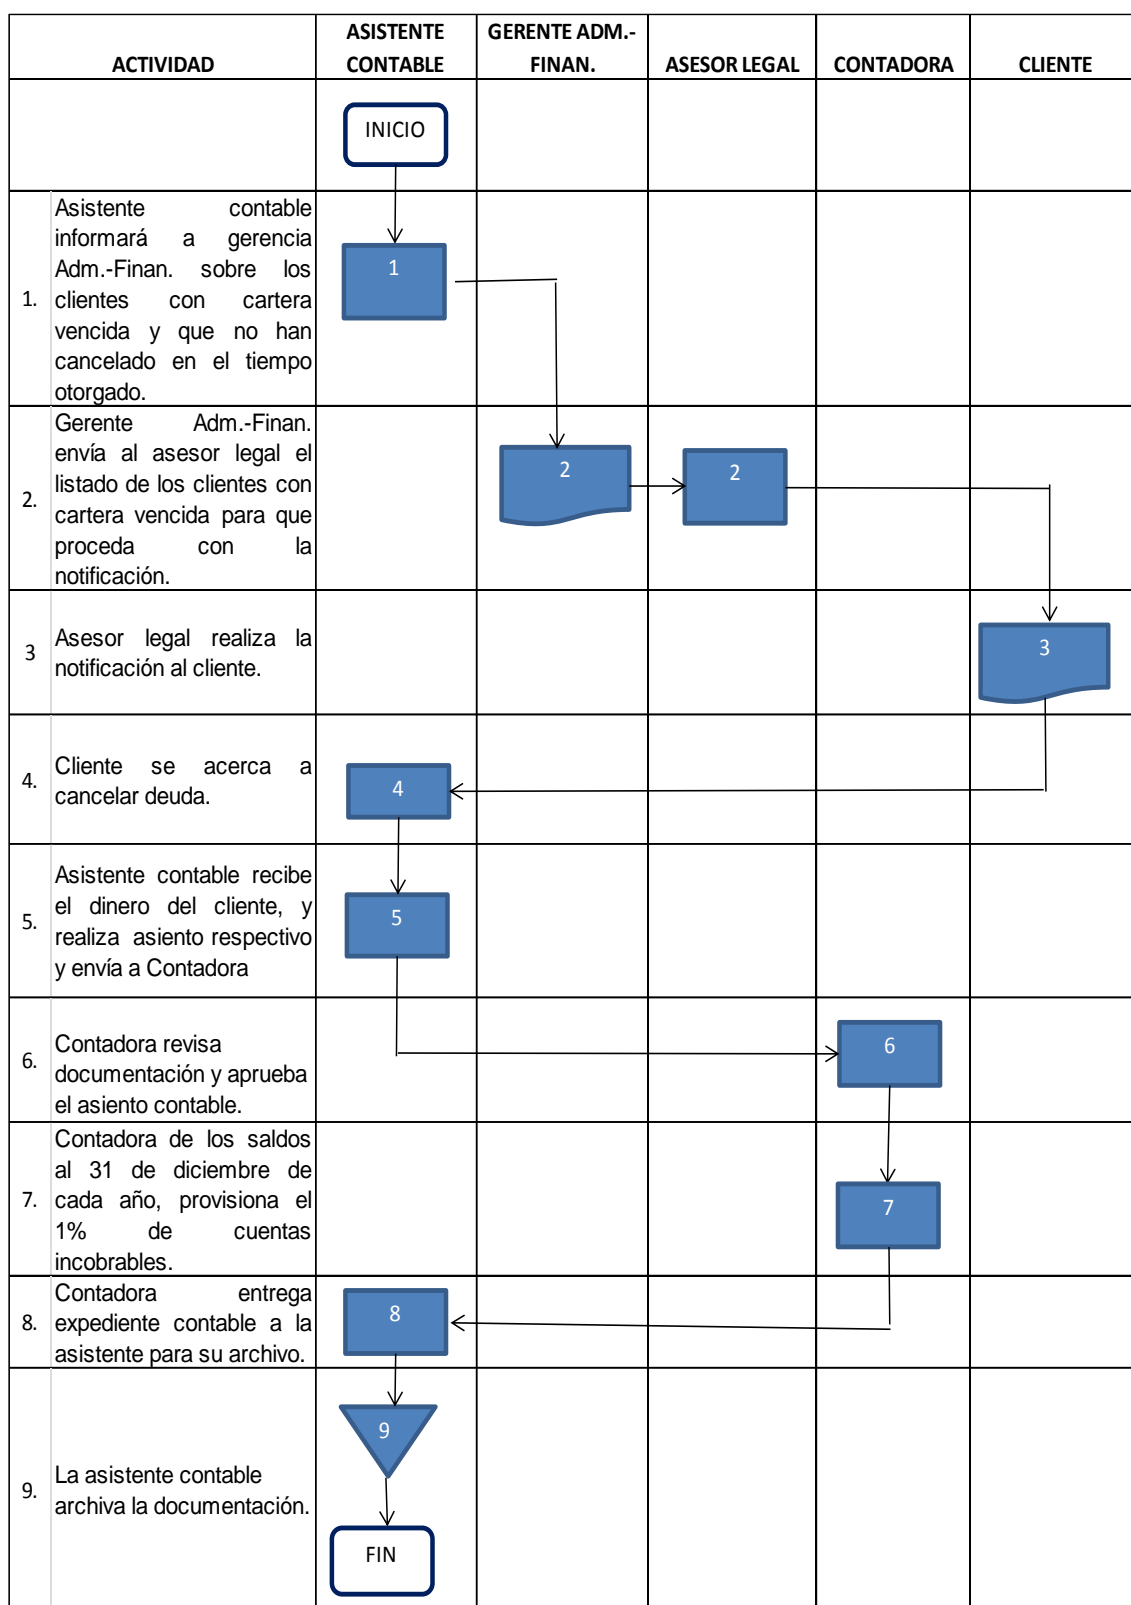 ACTIVIDAD
ASISTENTE
CONTABLE
GERENTE ADM.-
FINAN.
ASESOR LEGAL
CONTADORA
CLIENTE
INICIO
1.
Asistente contable
informará a gerencia
Adm.-Finan. sobre los
clientes con cartera
vencida y que no han
cancelado en el tiempo
otorgado.
1
2.
Gerente Adm.-Finan.
envía al asesor legal el
listado de los clientes con
cartera vencida para que
proceda con la
notificación.
2
2
3
Asesor legal realiza la
notificación al cliente.
3
4.
Cliente se acerca a
cancelar deuda.
4
5.
Asistente contable recibe
el dinero del cliente, y
realiza asiento respectivo
y envía a Contadora
5
6.
Contadora revisa
documentación y aprueba
el asiento contable.
6
7.
Contadora de los saldos
al 31 de diciembre de
cada año, provisiona el
1% de cuentas
incobrables.
7
8.
Contadora entrega
expediente contable a la
asistente para su archivo.
8
9.
La asistente contable
archiva la documentación.
9
FIN